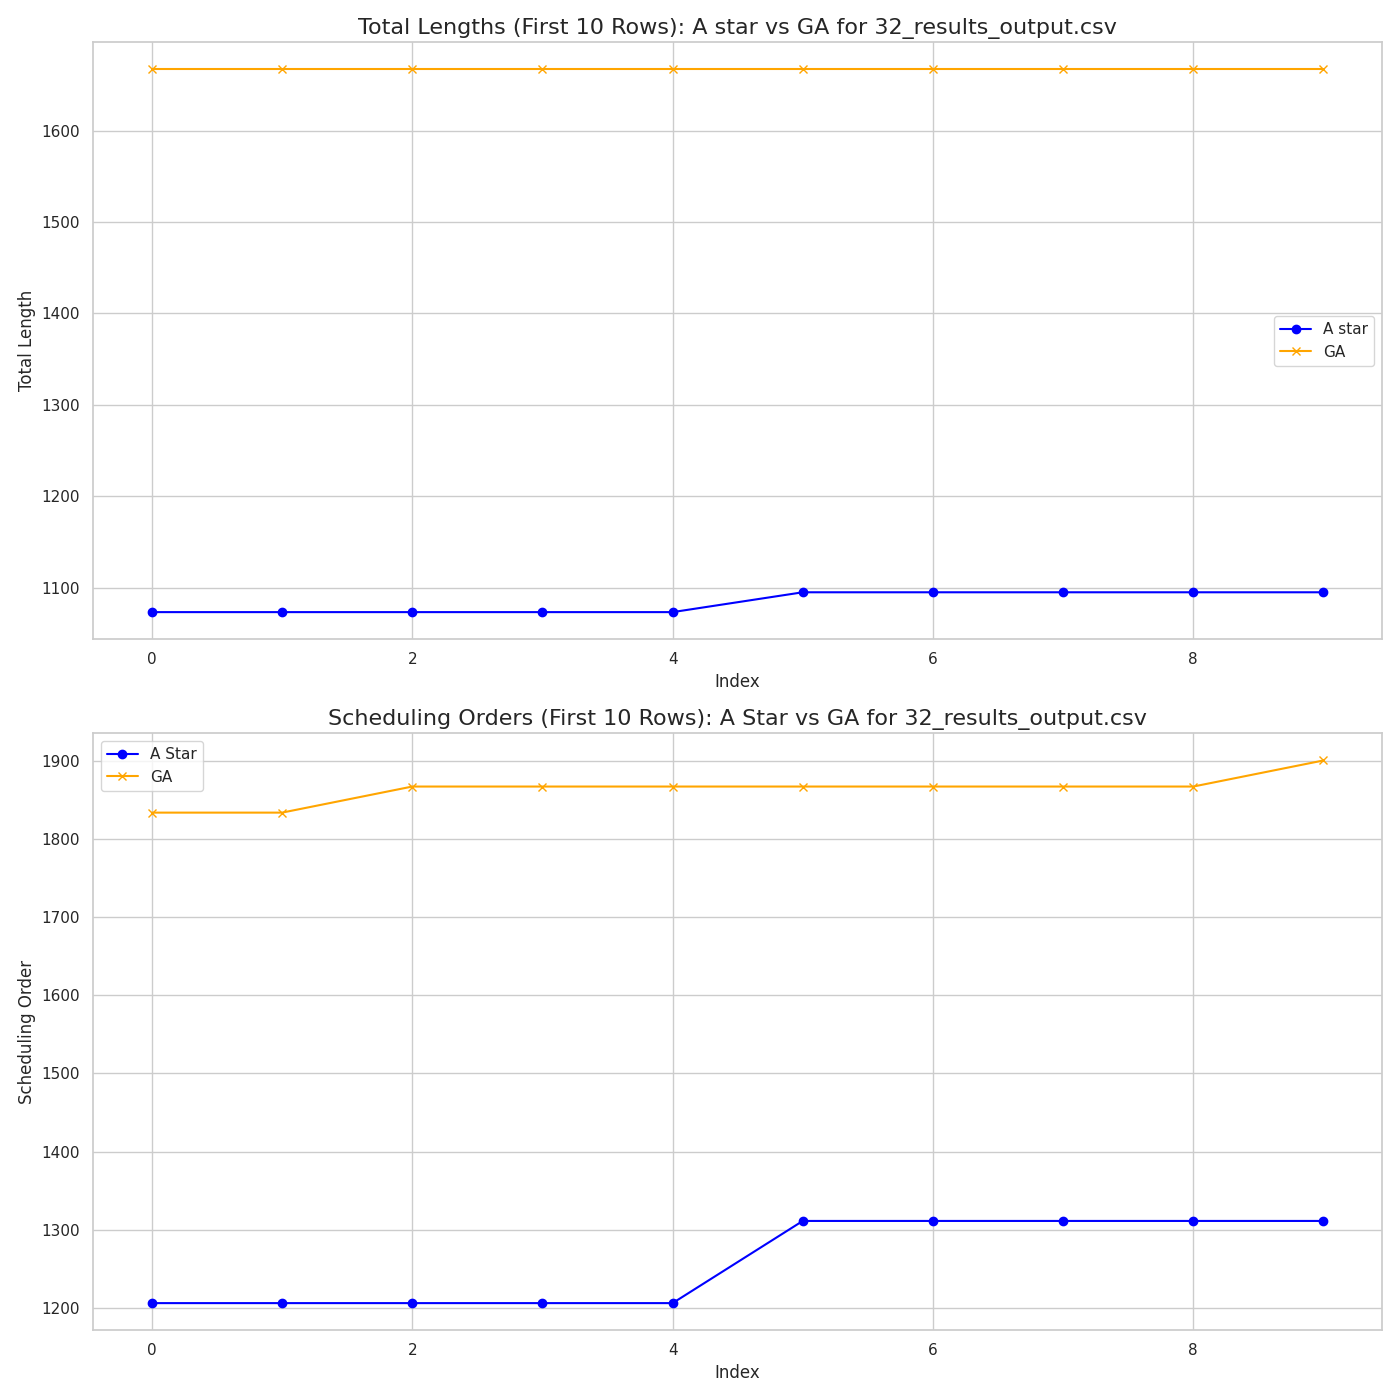 Total Lengths (First 10 Rows): A star vs GA for 32_results_output.csv
1600
1500
1400
1300
1200
1100
Total Length
A star
GA
0 2 4 6 8
Index
Scheduling Orders (First 10 Rows): A Star vs GA for 32_results_output.csv
A Star
GA
1900
1800
1700
1600
1500
1400
1300
1200
Scheduling Order
0 2 4 6 8
Index